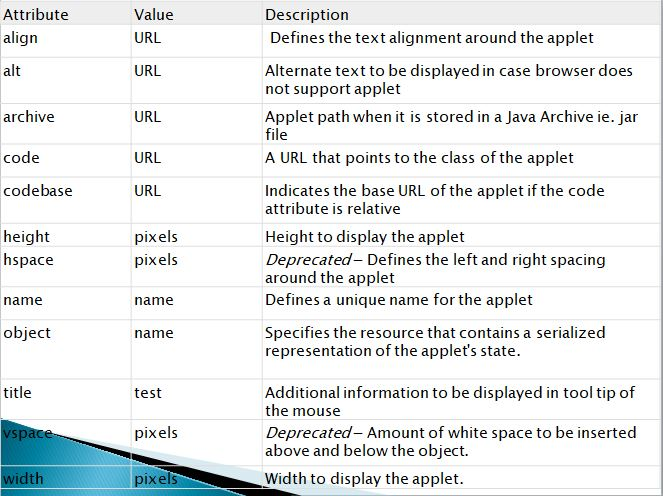 Attribute Value Description
align URL Defines the text alignment around the applet
alt URL Alternate text to be displayed in case browser does
not support applet
archive URL Applet path when it is stored in a Java Archive ie. jar
file
code URL A URL that points to the class of the applet
codebase URL Indicates the base URL of the applet if the code
attribute is relative
height pixels Height to display the applet
hspace pixels Deprecated – Defines the left and right spacing
around the applet
name name Defines a unique name for the applet
object name Specifies the resource that contains a serialized
representation of the applet's state.
title test Additional information to be displayed in tool tip of
the mouse
vspace pixels Deprecated – Amount of white space to be inserted
above and below the object.
width pixels Width to display the applet.